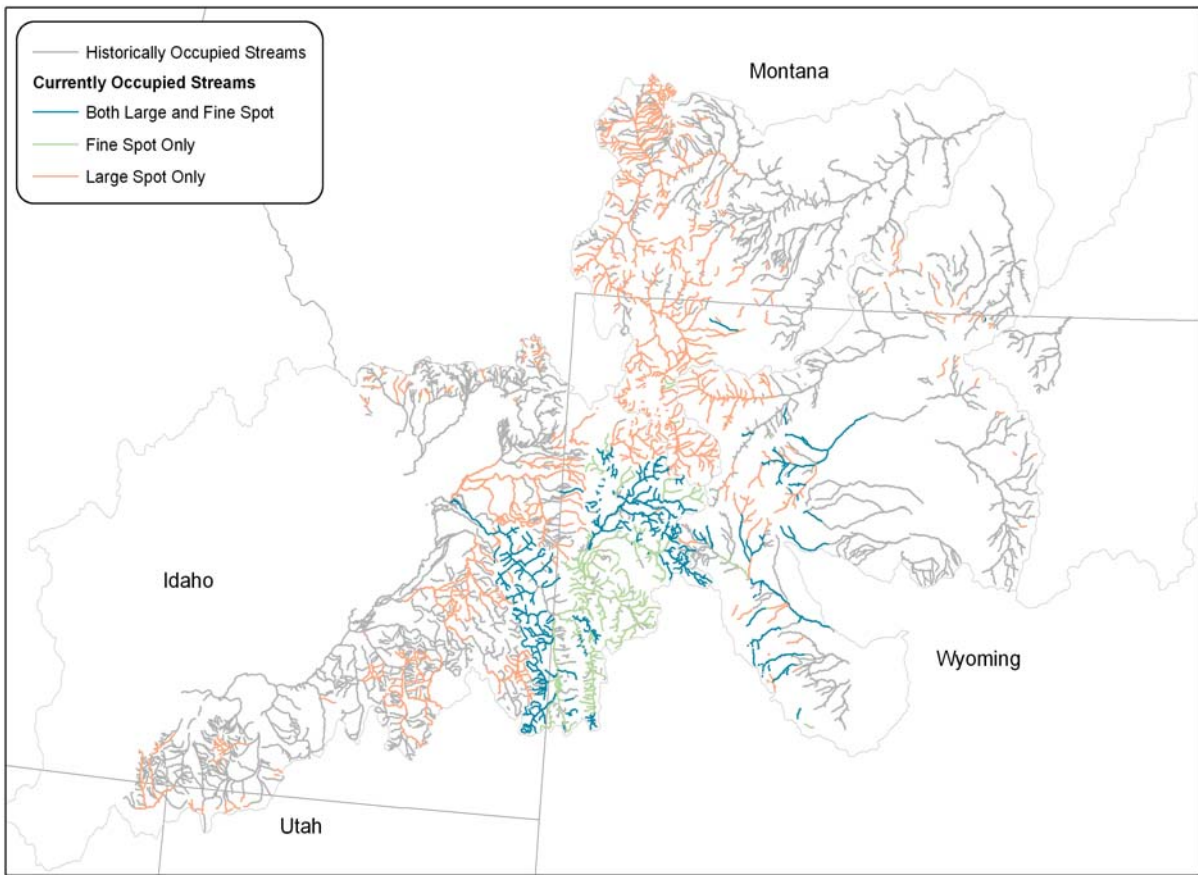 Historically Occupied Streams
Currently Occupied Streams
Both Large and Fine Spot
Fine Spot Only
Large Spot Only
Montana
Idaho
Wyoming
Utah